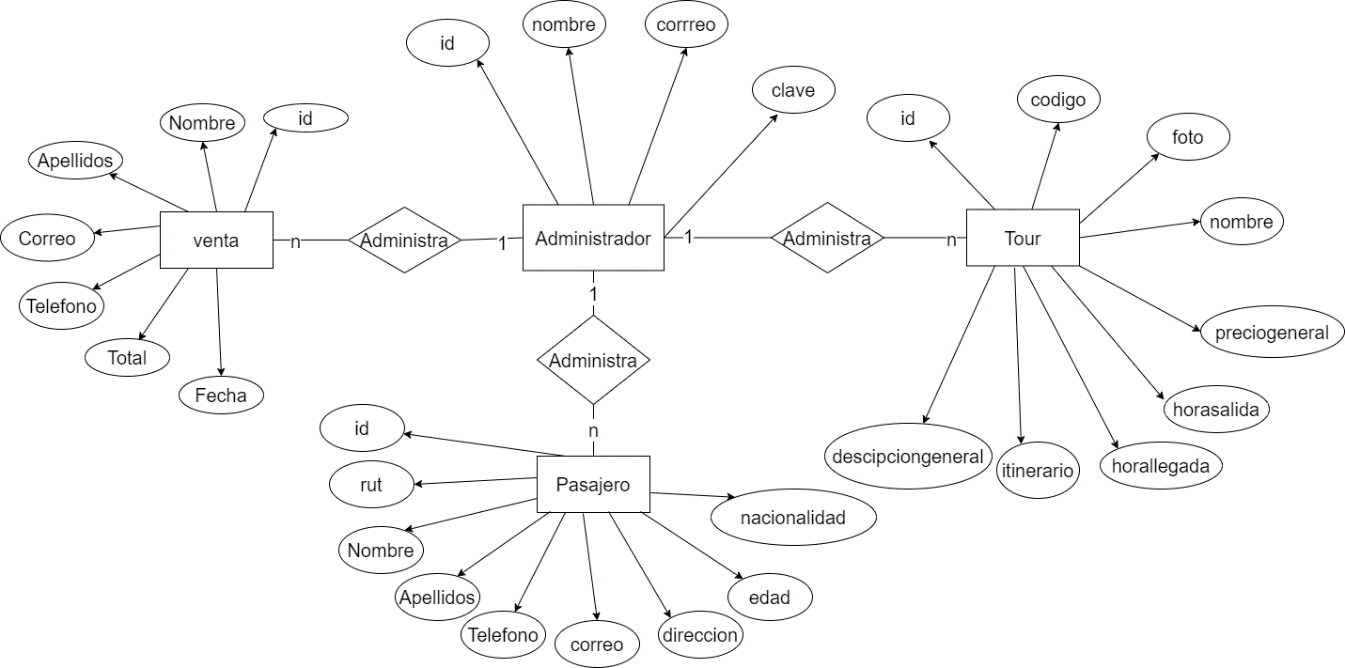 nombre
corrreo
id
clave
codigo
id
Nombre
id
foto
Apellidos
nombre
Correo
venta
n
Administra
1
Administrador
1
Administra
n
Tour
1
Telefono
preciogeneral
Total
Administra
Fecha
horasalida
id
n
descipciongeneral
horallegada
itinerario
rut
Pasajero
nacionalidad
Nombre
Apellidos
edad
Telefono
correo
direccion